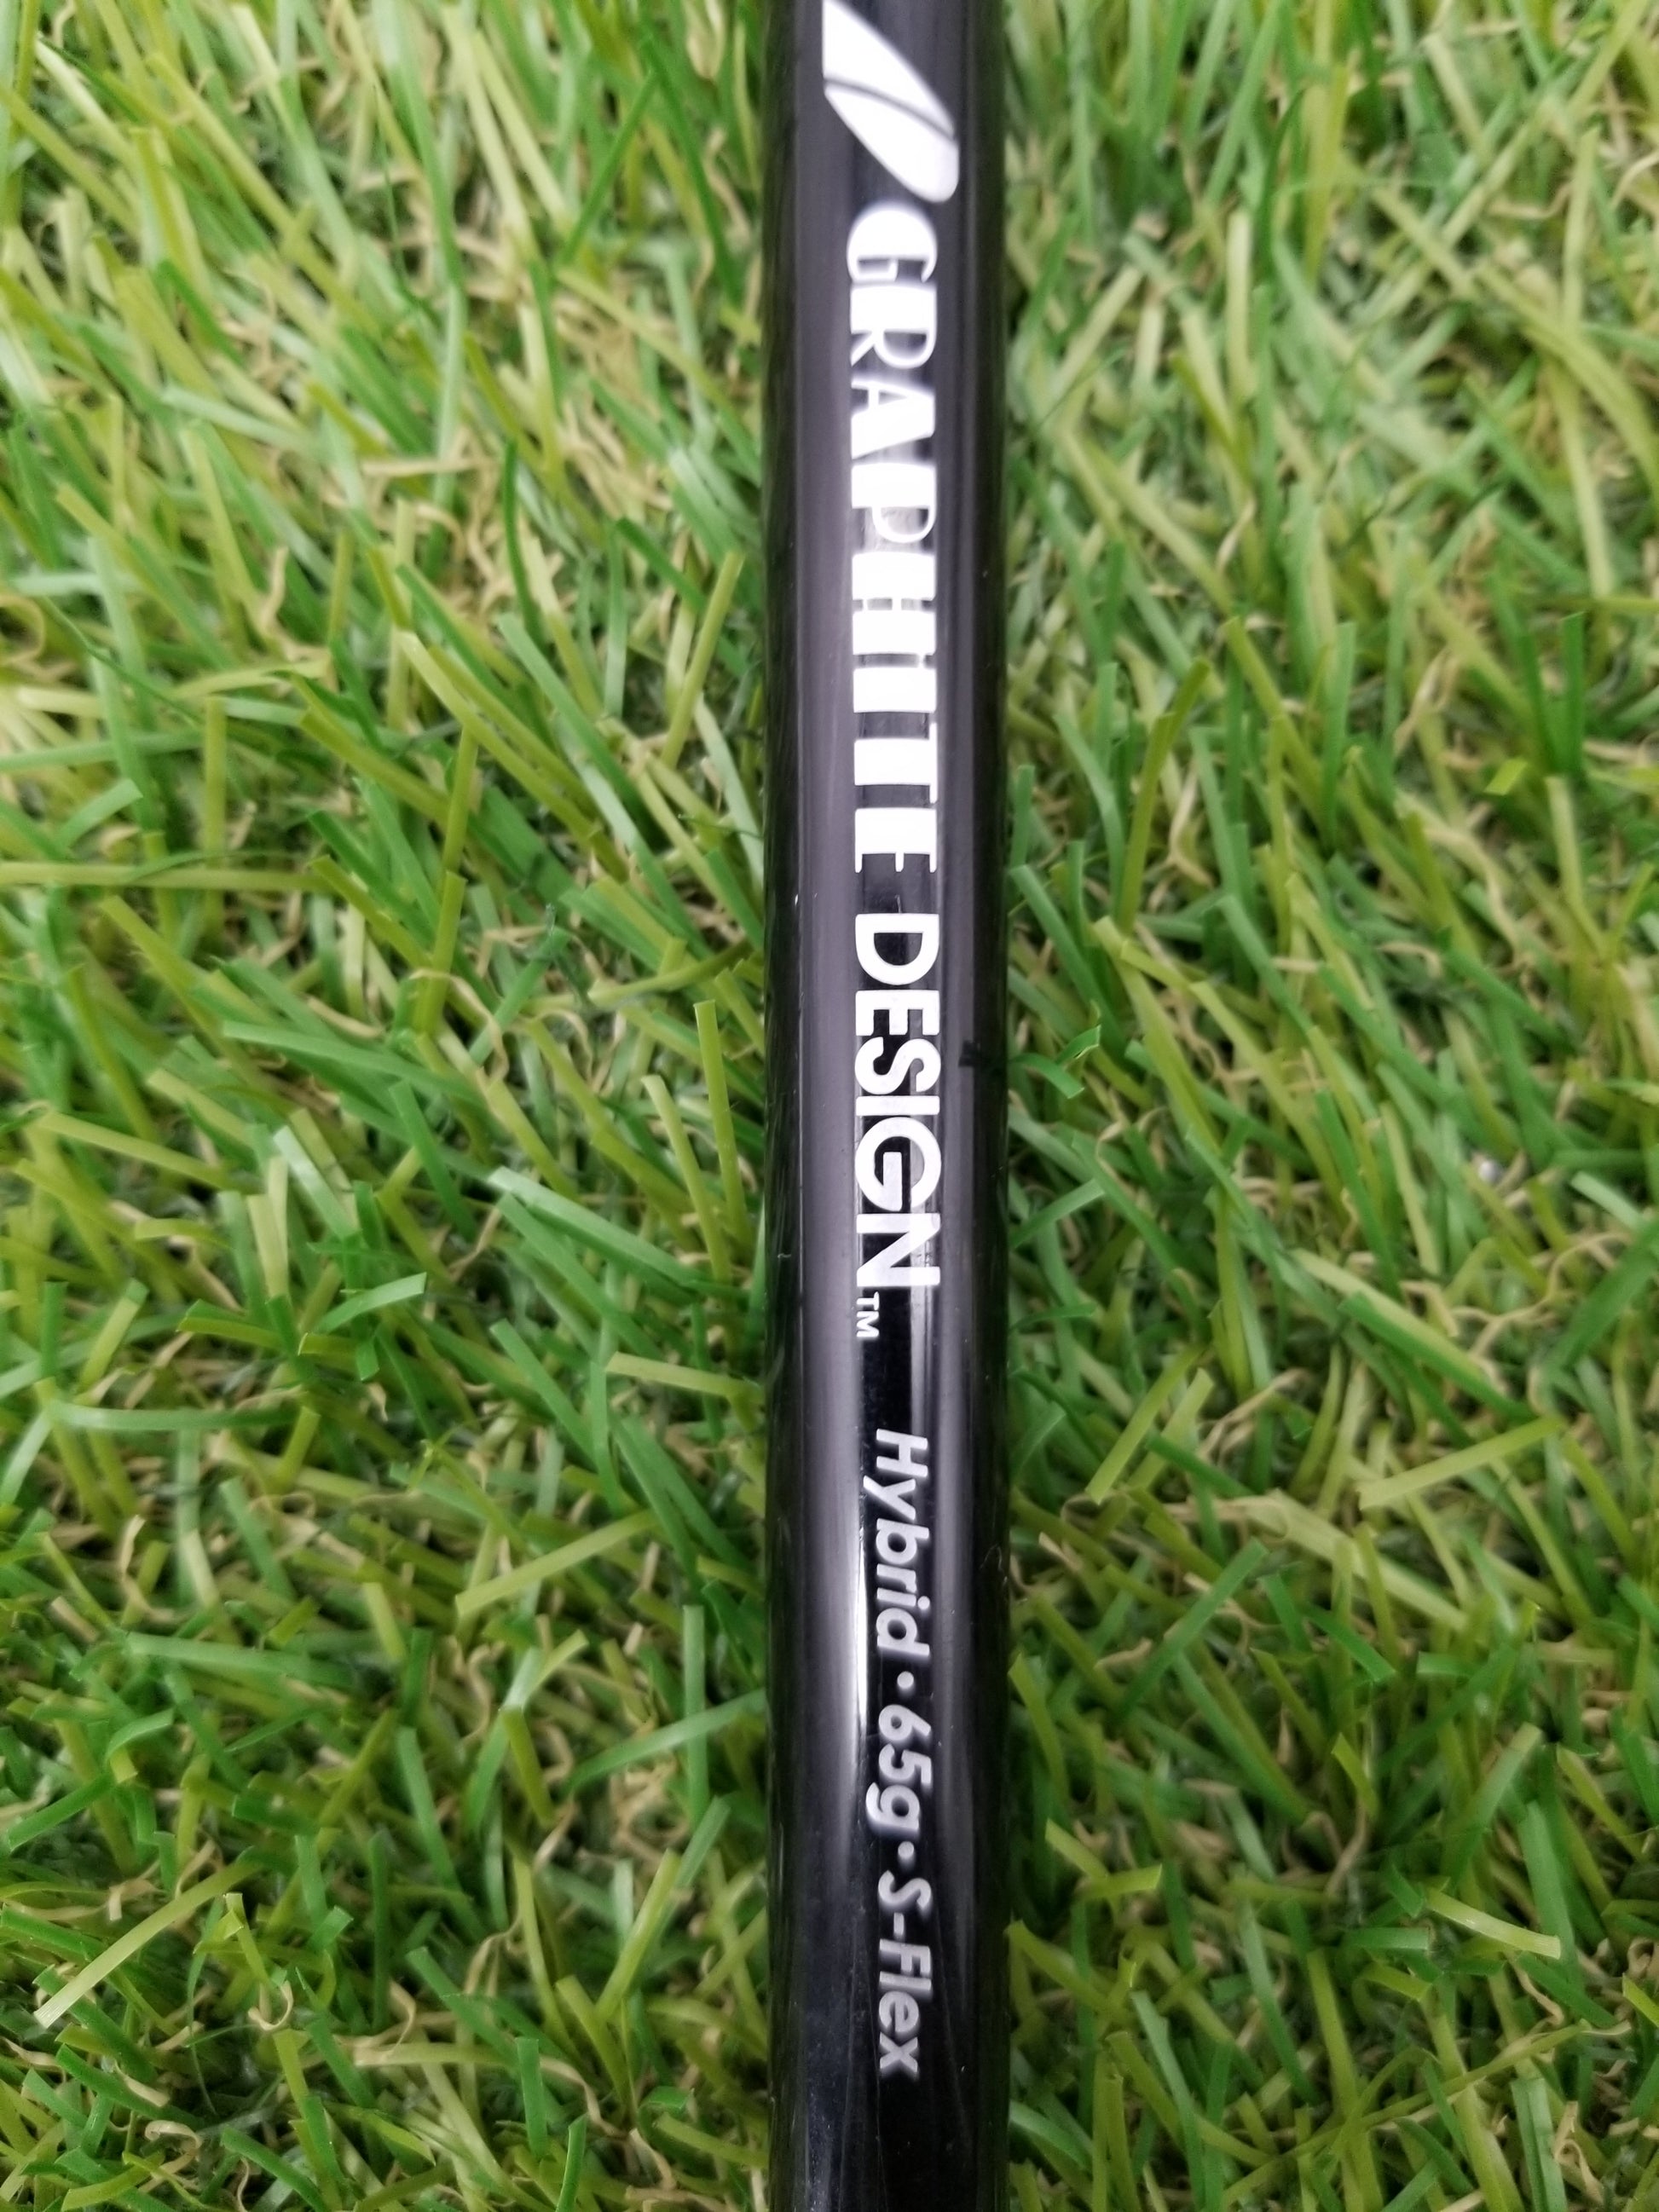 GRAPHITE DESIGN™ Hybrid · 65g · S-Flex